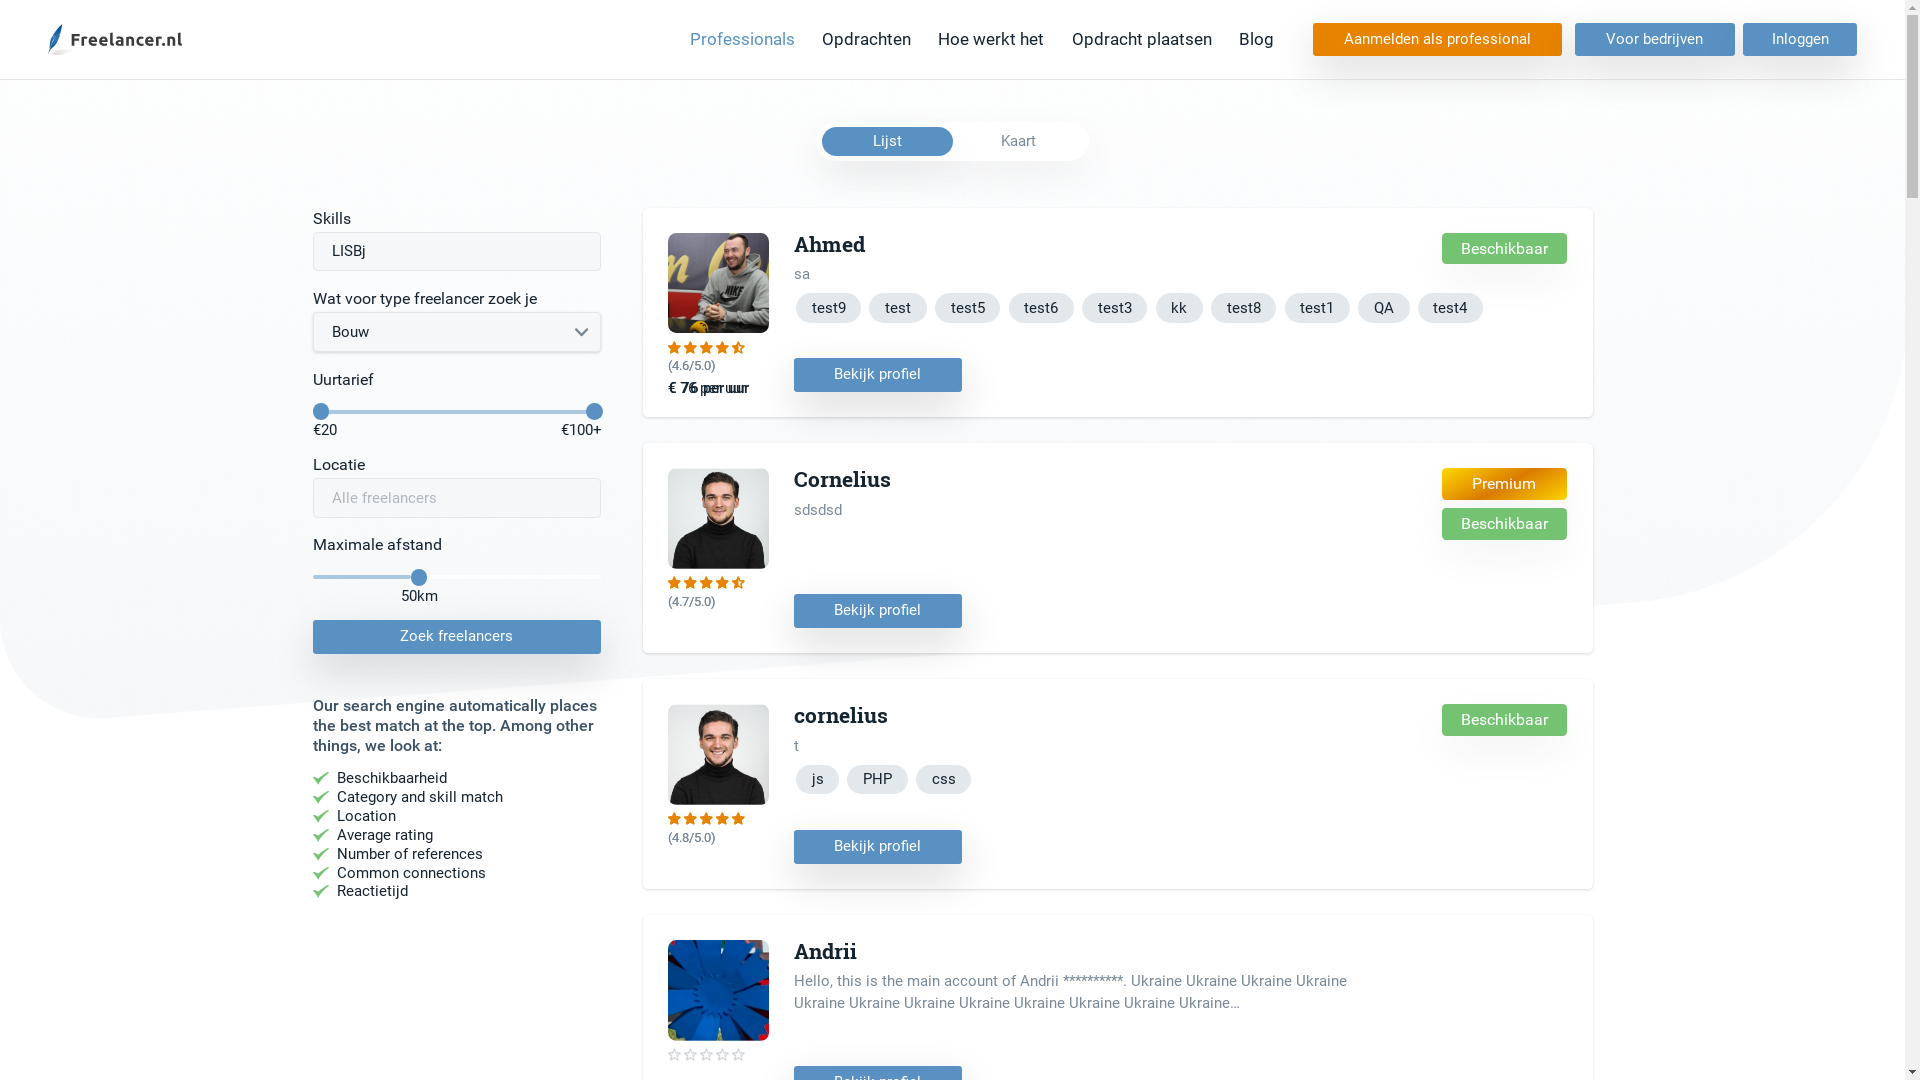 Freelancer.nl
Professionals Opdrachten Hoe werkt het Opdracht plaatsen Blog Aanmelden als professional Voor bedrijven Inloggen
Lijst Kaart
Skills
LISBj
Wat voor type freelancer zoek je
Bouw
Uurtarief
€20 €100+
Locatie
Alle freelancers
Maximale afstand
50km
Zoek freelancers
Our search engine automatically places
the best match at the top. Among other
things, we look at:
Beschikbaarheid
Category and skill match
Location
Average rating
Number of references
Common connections
Reactietijd
Ahmed
Beschikbaar
sa
test9 test test5 test6 test3 kk test8 test1 QA test4
(4.6/5.0)
€ 76 per uur
Bekijk profiel
Cornelius
Premium
sdsdsd
Beschikbaar
(4.7/5.0)
Bekijk profiel
cornelius
Beschikbaar
t
js PHP css
(4.8/5.0)
Bekijk profiel
Andrii
Hello, this is the main account of Andrii **********. Ukraine Ukraine Ukraine Ukraine
Ukraine Ukraine Ukraine Ukraine Ukraine Ukraine Ukraine Ukraine…
Bekijk profiel